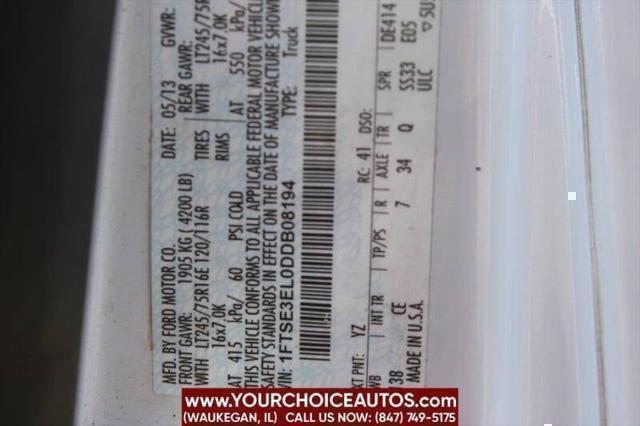 MFD. BY FORD MOTOR CO.
DATE: 05/13
GVWR:
FRONT GAWR: 1905 KG ( 4200 LB)
REAR GAWR:
WITH LT245/75R16E 120/116R TIRES
WITH LT245/75R
16x7.0K RIMS
16x7.0K
AT 415 kPa/ 60 PSI COLD
AT 550 kPa/
THIS VEHICLE CONFORMS TO ALL APPLICABLE FEDERAL MOTOR VEHICLE
SAFETY STANDARDS IN EFFECT ON THE DATE OF MANUFACTURE SHOWN
VIN: 1FTSE3EL0DDB08194
TYPE: Truck
EXT PNT: YZ
RC: 41 DSO:
WB INT TR TP/PS R AXLE TR SPR DE414
138 CE 7 34 Q SS33 E05
MADE IN U.S.A. ULC
WWW.YOURCHOICEAUTOS.COM
(WAUKEGAN, IL) CALL US NOW: (847) 749-5175